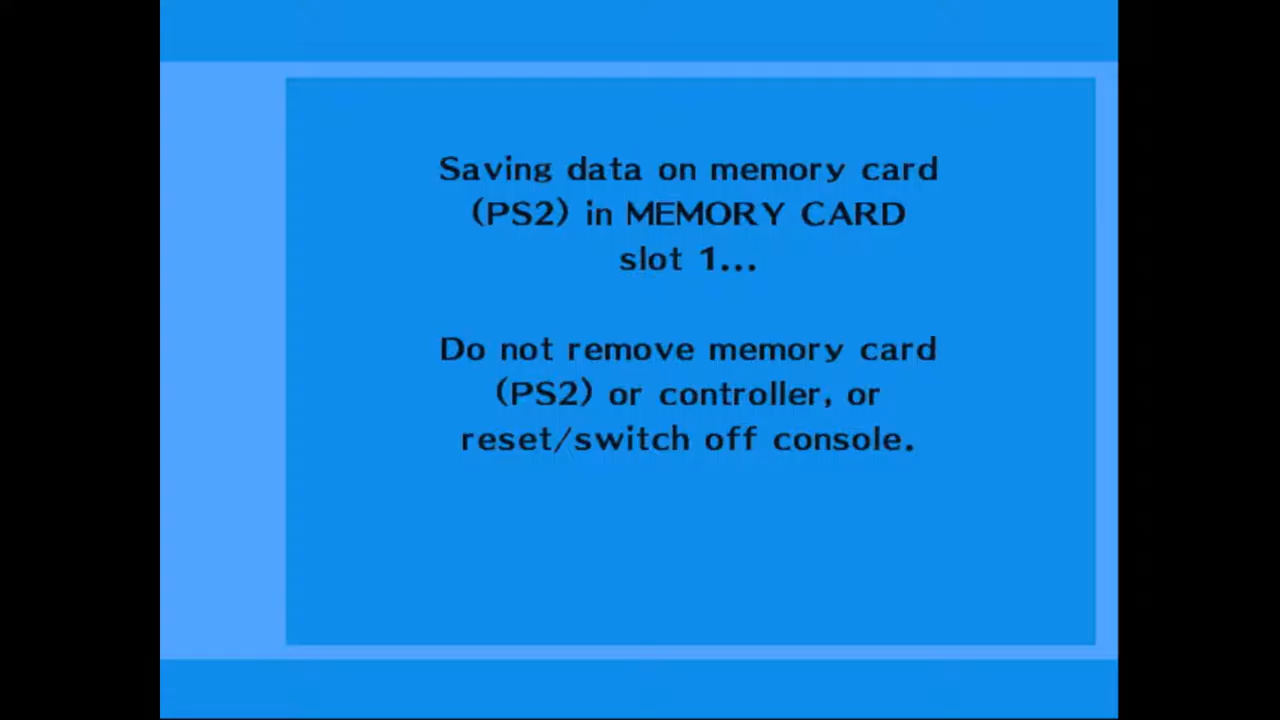 Saving data on memory card
(PS2) in MEMORY CARD
slot 1...
Do not remove memory card
(PS2) or controller, or
reset/switch off console.